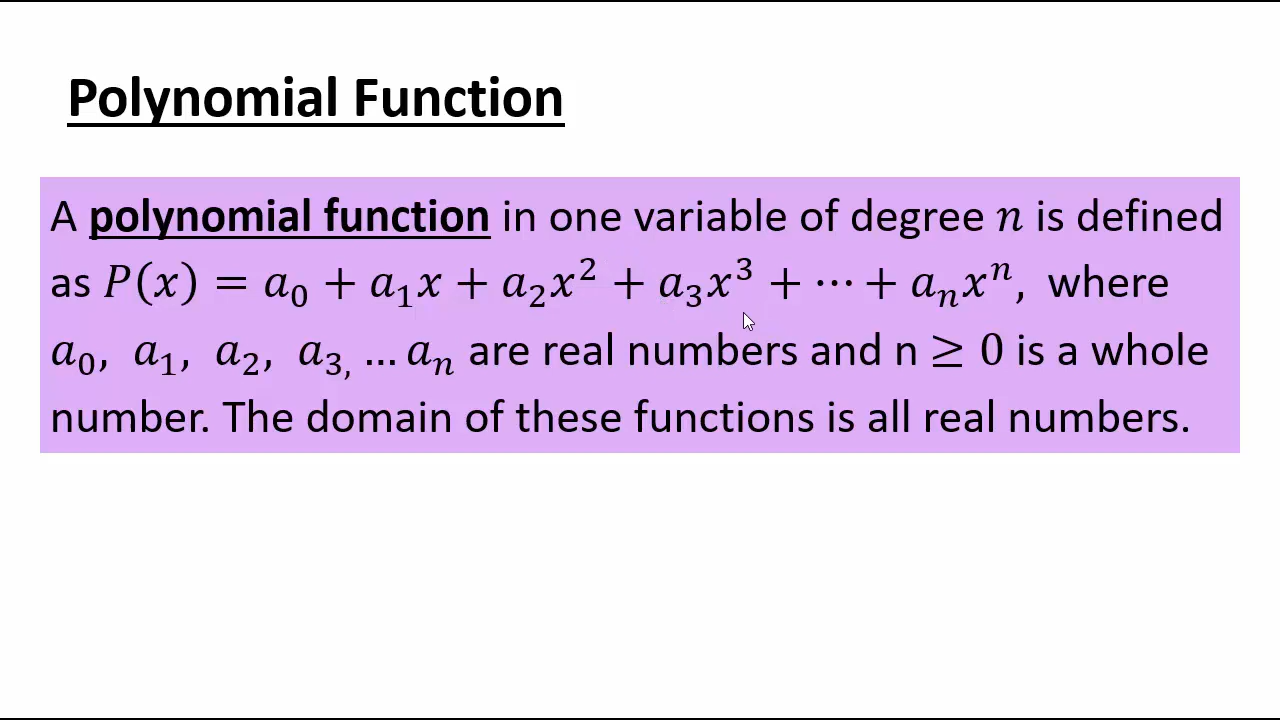 Polynomial Function
A polynomial function in one variable of degree n is defined
as P(x) = a₀ + a₁x + a₂x² + a₃x³ + ⋯ + aₙxⁿ, where
a₀, a₁, a₂, a₃, … aₙ are real numbers and n ≥ 0 is a whole
number. The domain of these functions is all real numbers.